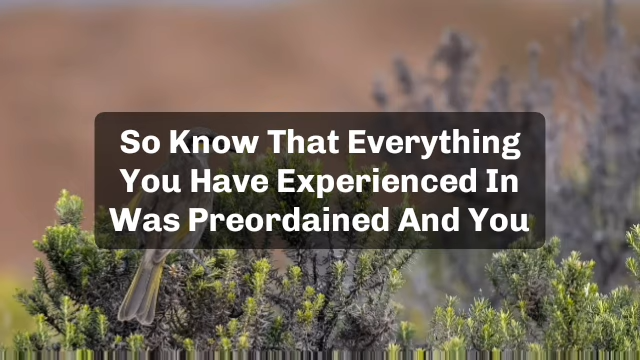 So Know That Everything
You Have Experienced In
Was Preordained And You